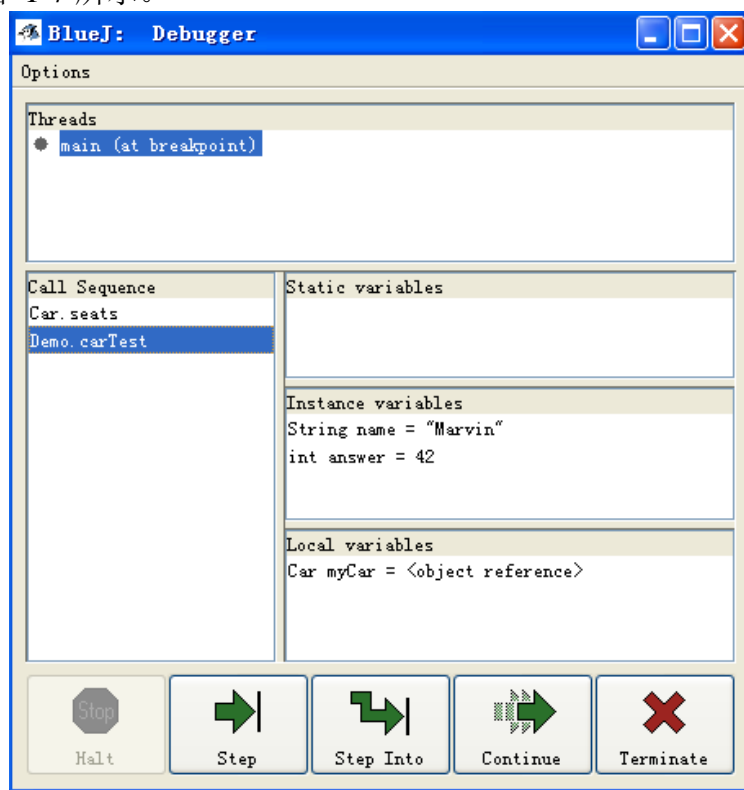 BlueJ: Debugger
Options
Threads
main (at breakpoint)
Call Sequence
Car.seats
Demo.carTest
Static variables
Instance variables
String name = "Marvin"
int answer = 42
Local variables
Car myCar = <object reference>
Stop
Halt
Step
Step Into
Continue
Terminate